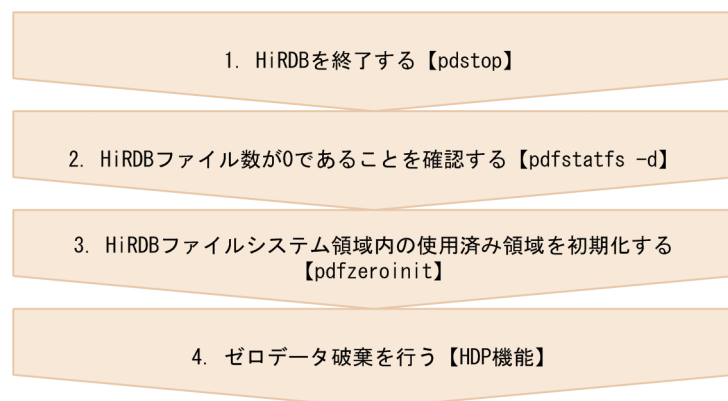 1. HiRDBを終了する【pdstop】
2. HiRDBファイル数が0であることを確認する【pdfstatfs -d】
3. HiRDBファイルシステム領域内の使用済み領域を初期化する
【pdfzeroinit】
4. ゼロデータ破棄を行う【HDP機能】